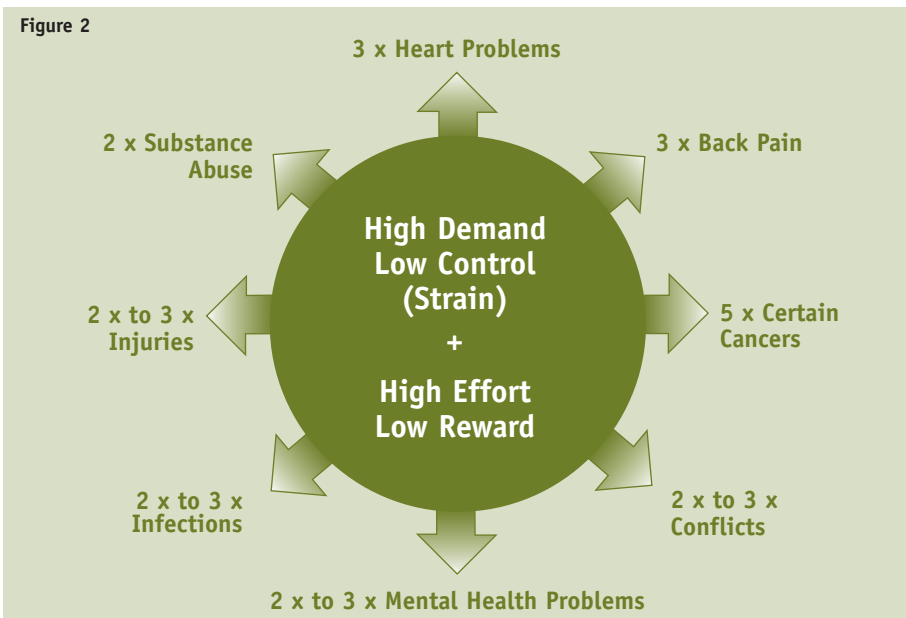 Figure 2
3 x Heart Problems
2 x Substance
Abuse
3 x Back Pain
High Demand
Low Control
(Strain)
+
High Effort
Low Reward
2 x to 3 x
Injuries
5 x Certain
Cancers
2 x to 3 x
Infections
2 x to 3 x
Conflicts
2 x to 3 x Mental Health Problems